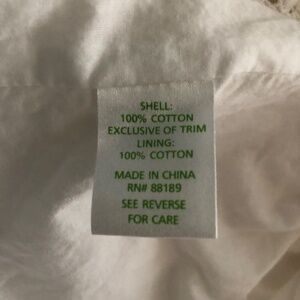 SHELL:
100% COTTON
EXCLUSIVE OF TRIM
LINING:
100% COTTON
MADE IN CHINA
RN# 88189
SEE REVERSE
FOR CARE